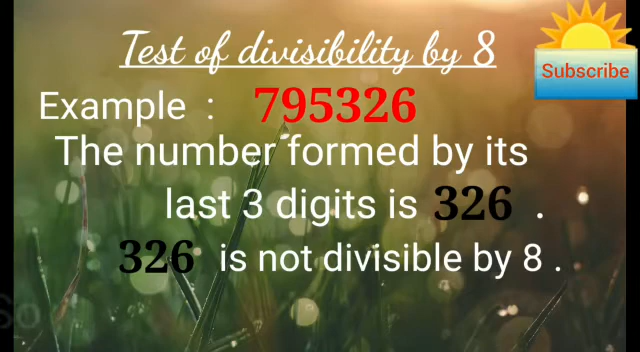 Test of divisibility by 8
Subscribe
Example : 795326
The number formed by its
last 3 digits is 326 .
326 is not divisible by 8 .
So